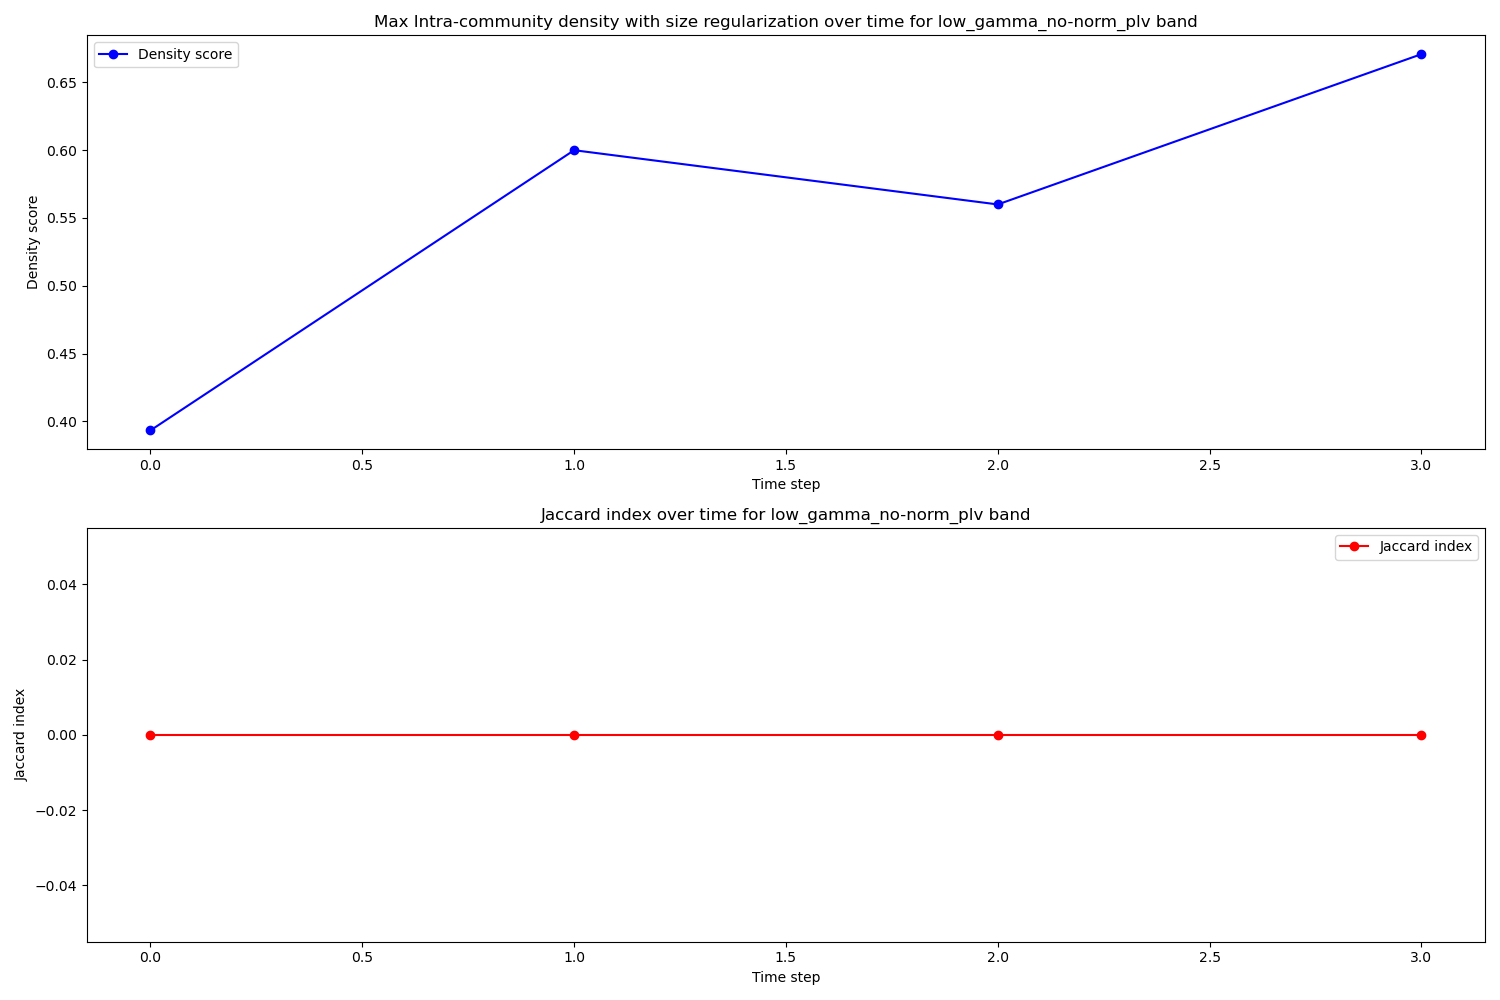 Max Intra-community density with size regularization over time for low_gamma_no-norm_plv band
Density score
0.65
0.60
0.55
0.50
0.45
0.40
Density score
0.0 0.5 1.0 1.5 2.0 2.5 3.0
Time step
Jaccard index over time for low_gamma_no-norm_plv band
Jaccard index
0.04
0.02
0.00
−0.02
−0.04
Jaccard index
0.0 0.5 1.0 1.5 2.0 2.5 3.0
Time step